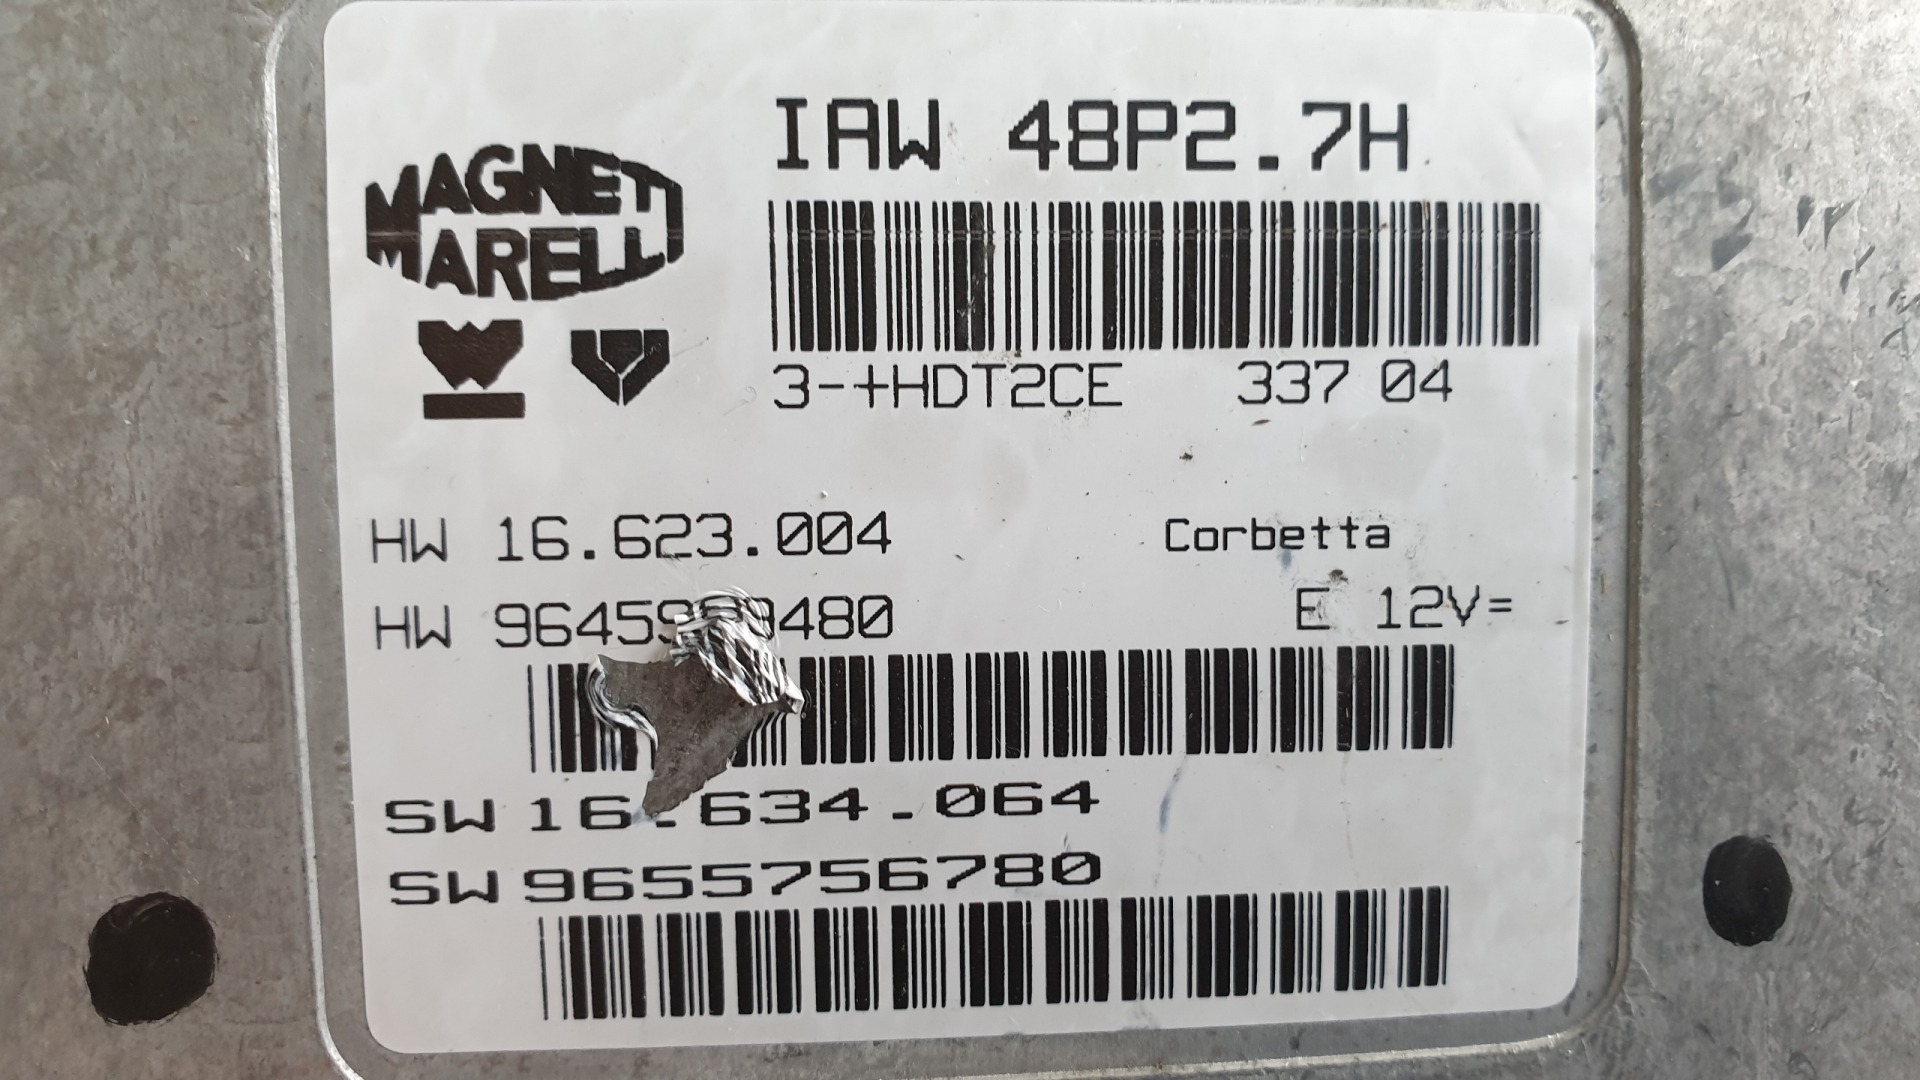 IAW 48P2.7H
MAGNETI
MARELLI
3-+HDT2CE 337 04
HW 16.623.004 Corbetta
HW E 12V=
SW 16.634.064
SW 9655756780